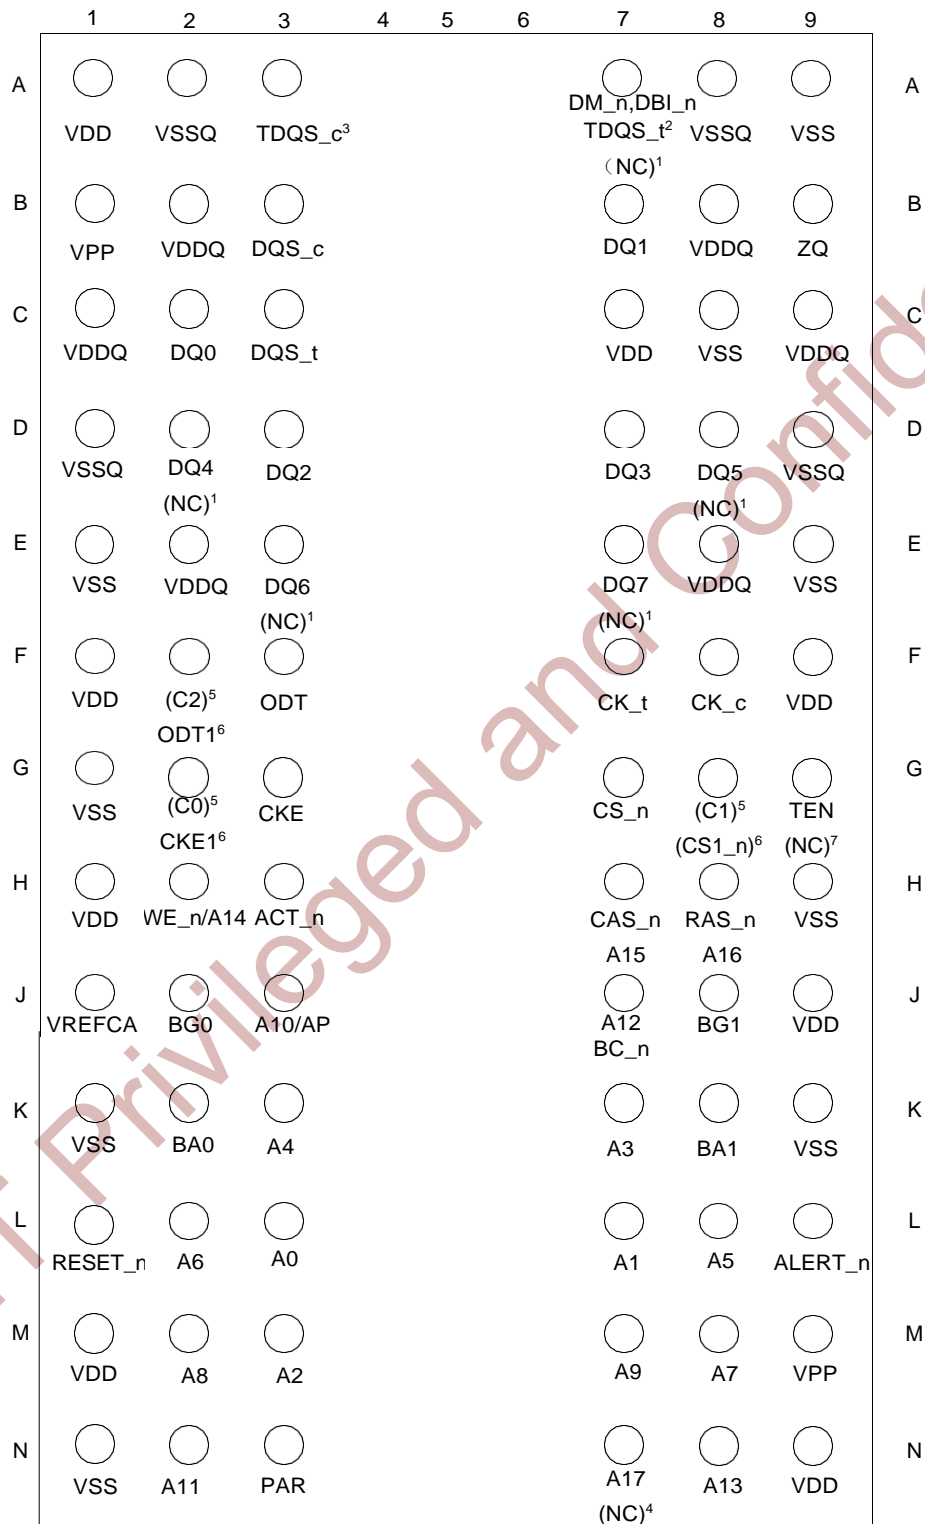 1 2 3 4 5 6 7 8 9
A A
DM_n,DBI_n
VDD VSSQ TDQS_c³ TDQS_t² VSSQ VSS
（NC)¹
B B
VPP VDDQ DQS_c DQ1 VDDQ ZQ
C C
VDDQ DQ0 DQS_t VDD VSS VDDQ
D D
VSSQ DQ4 DQ2 DQ3 DQ5 VSSQ
(NC)¹ (NC)¹
E E
VSS VDDQ DQ6 DQ7 VDDQ VSS
(NC)¹ (NC)¹
F F
VDD (C2)⁵ ODT CK_t CK_c VDD
ODT1⁶
G G
VSS (C0)⁵ CKE CS_n (C1)⁵ TEN
CKE1⁶ (CS1_n)⁶ (NC)⁷
H H
VDD WE_n/A14 ACT_n CAS_n RAS_n VSS
A15 A16
J J
VREFCA BG0 A10/AP A12 BG1 VDD
BC_n
K K
VSS BA0 A4 A3 BA1 VSS
L L
RESET_n A6 A0 A1 A5 ALERT_n
M M
VDD A8 A2 A9 A7 VPP
N N
VSS A11 PAR A17 A13 VDD
(NC)⁴
Privileged and